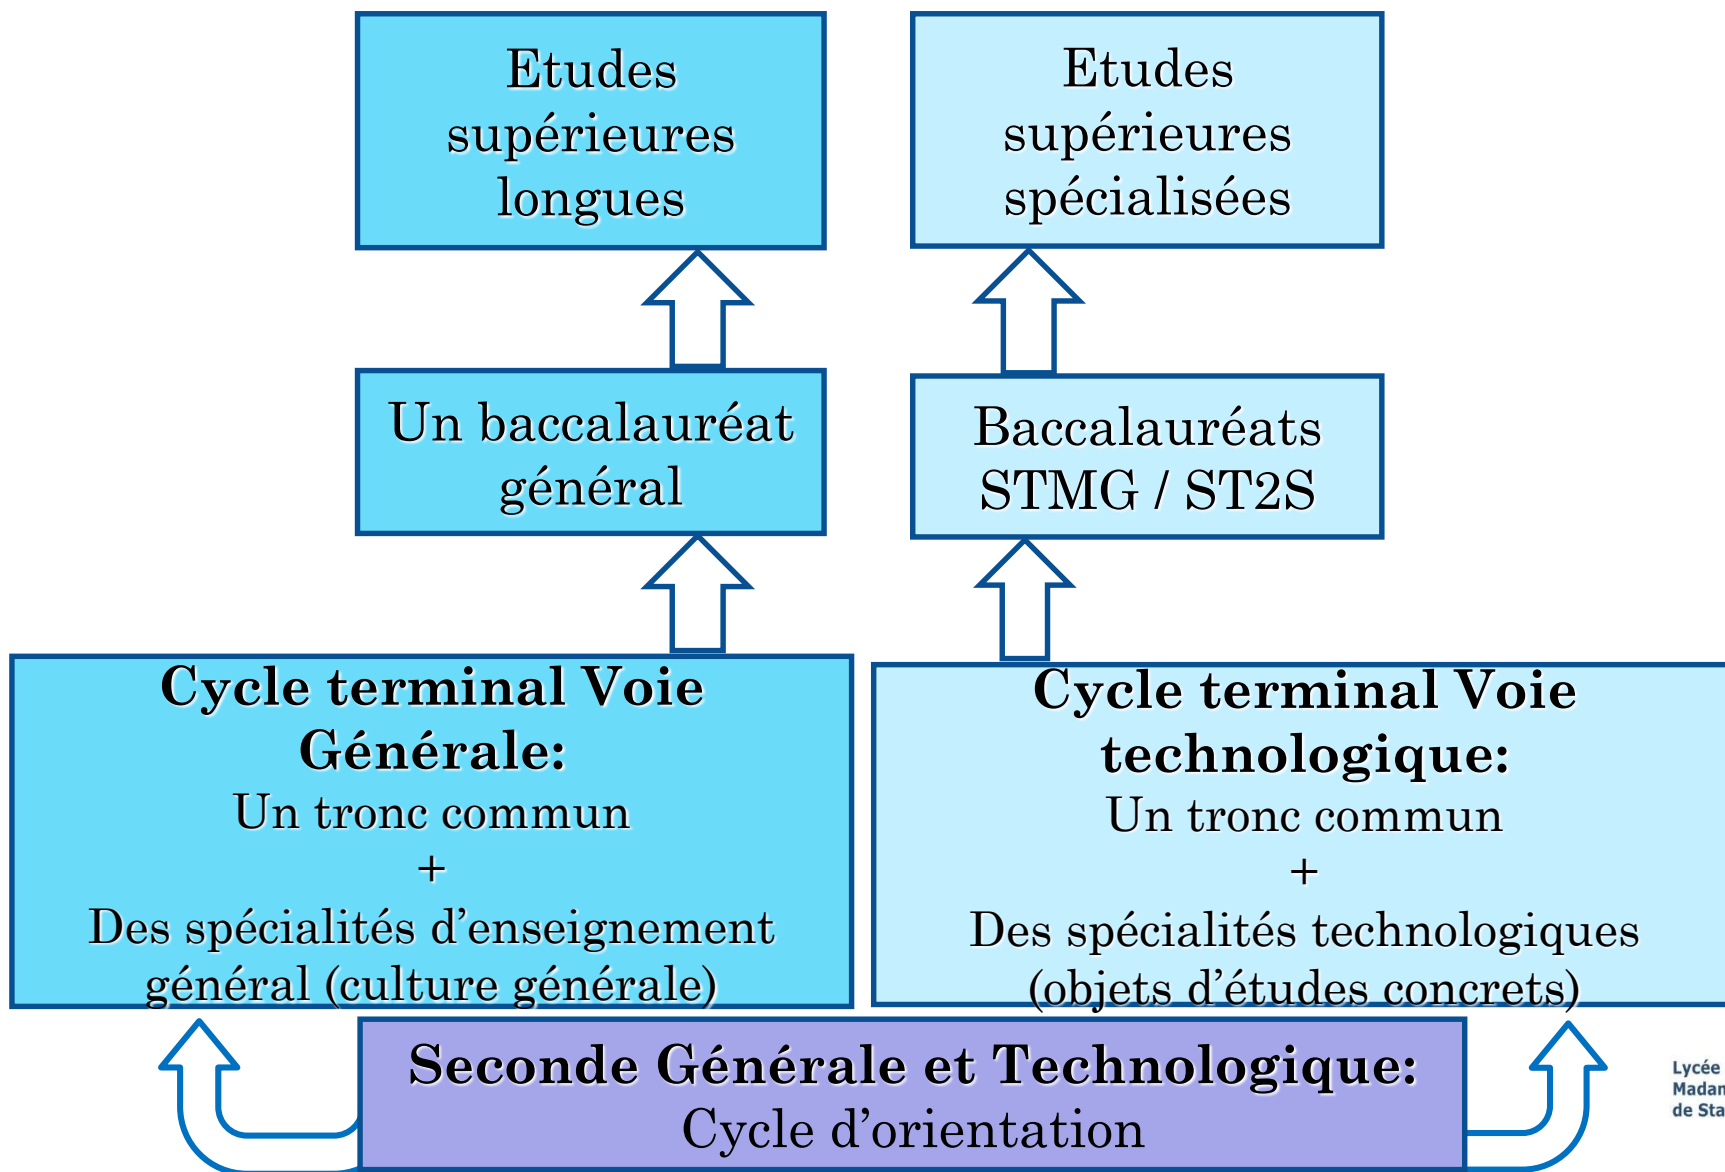 Etudes
supérieures
longues
Etudes
supérieures
spécialisées
Un baccalauréat
général
Baccalauréats
STMG / ST2S
Cycle terminal Voie
Générale:
Un tronc commun
+
Des spécialités d’enseignement
général (culture générale)
Cycle terminal Voie
technologique:
Un tronc commun
+
Des spécialités technologiques
(objets d’études concrets)
Seconde Générale et Technologique:
Cycle d’orientation
Lycée
de